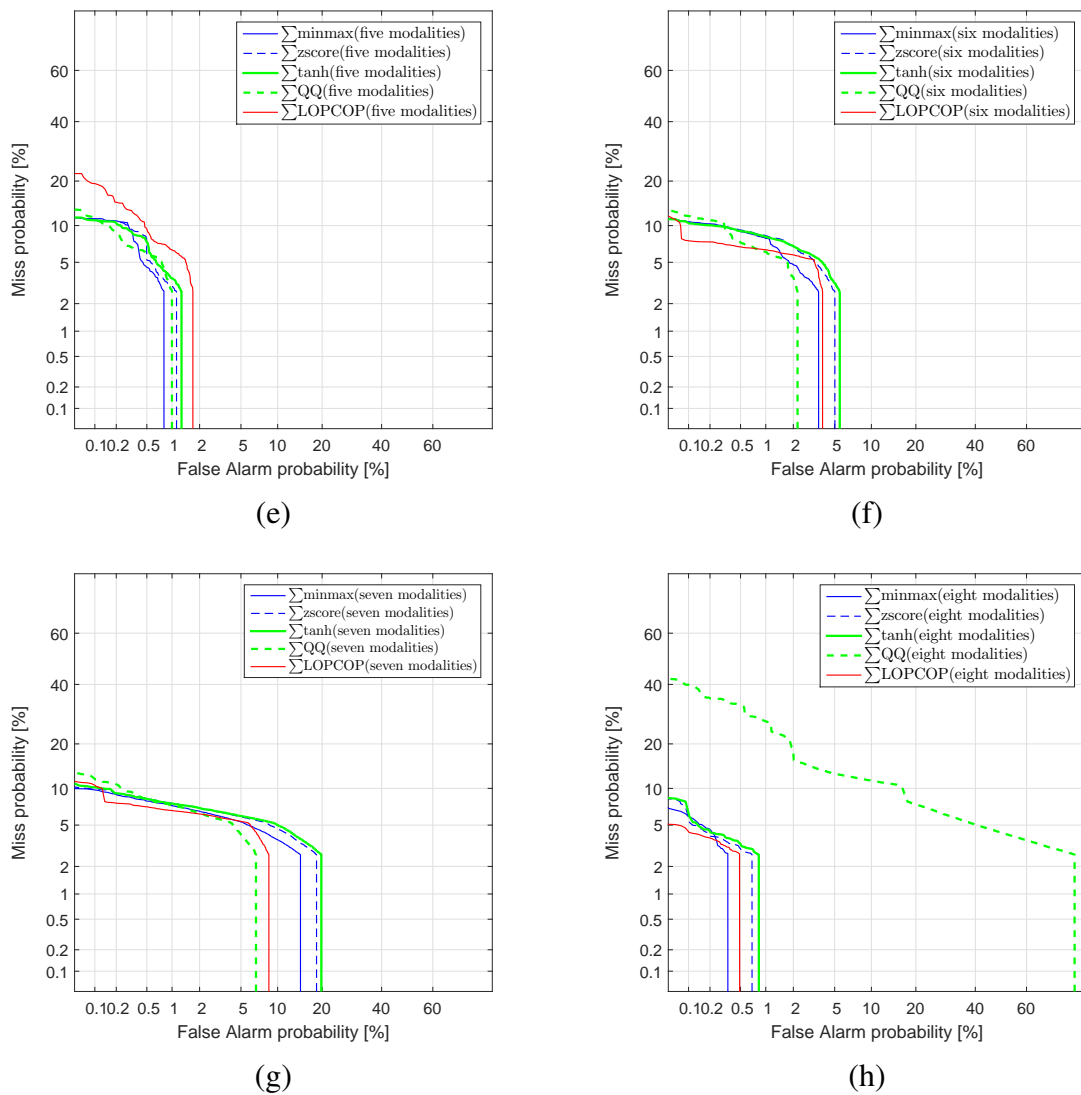 ∑minmax(five modalities)
∑zscore(five modalities)
∑tanh(five modalities)
∑QQ(five modalities)
∑LOPCOP(five modalities)
60
40
20
10
5
2
1
0.5
0.2
0.1
Miss probability [%]
0.1 0.2 0.5 1 2 5 10 20 40 60
False Alarm probability [%]
(e)
∑minmax(six modalities)
∑zscore(six modalities)
∑tanh(six modalities)
∑QQ(six modalities)
∑LOPCOP(six modalities)
60
40
20
10
5
2
1
0.5
0.2
0.1
Miss probability [%]
0.1 0.2 0.5 1 2 5 10 20 40 60
False Alarm probability [%]
(f)
∑minmax(seven modalities)
∑zscore(seven modalities)
∑tanh(seven modalities)
∑QQ(seven modalities)
∑LOPCOP(seven modalities)
60
40
20
10
5
2
1
0.5
0.2
0.1
Miss probability [%]
0.1 0.2 0.5 1 2 5 10 20 40 60
False Alarm probability [%]
(g)
∑minmax(eight modalities)
∑zscore(eight modalities)
∑tanh(eight modalities)
∑QQ(eight modalities)
∑LOPCOP(eight modalities)
60
40
20
10
5
2
1
0.5
0.2
0.1
Miss probability [%]
0.1 0.2 0.5 1 2 5 10 20 40 60
False Alarm probability [%]
(h)